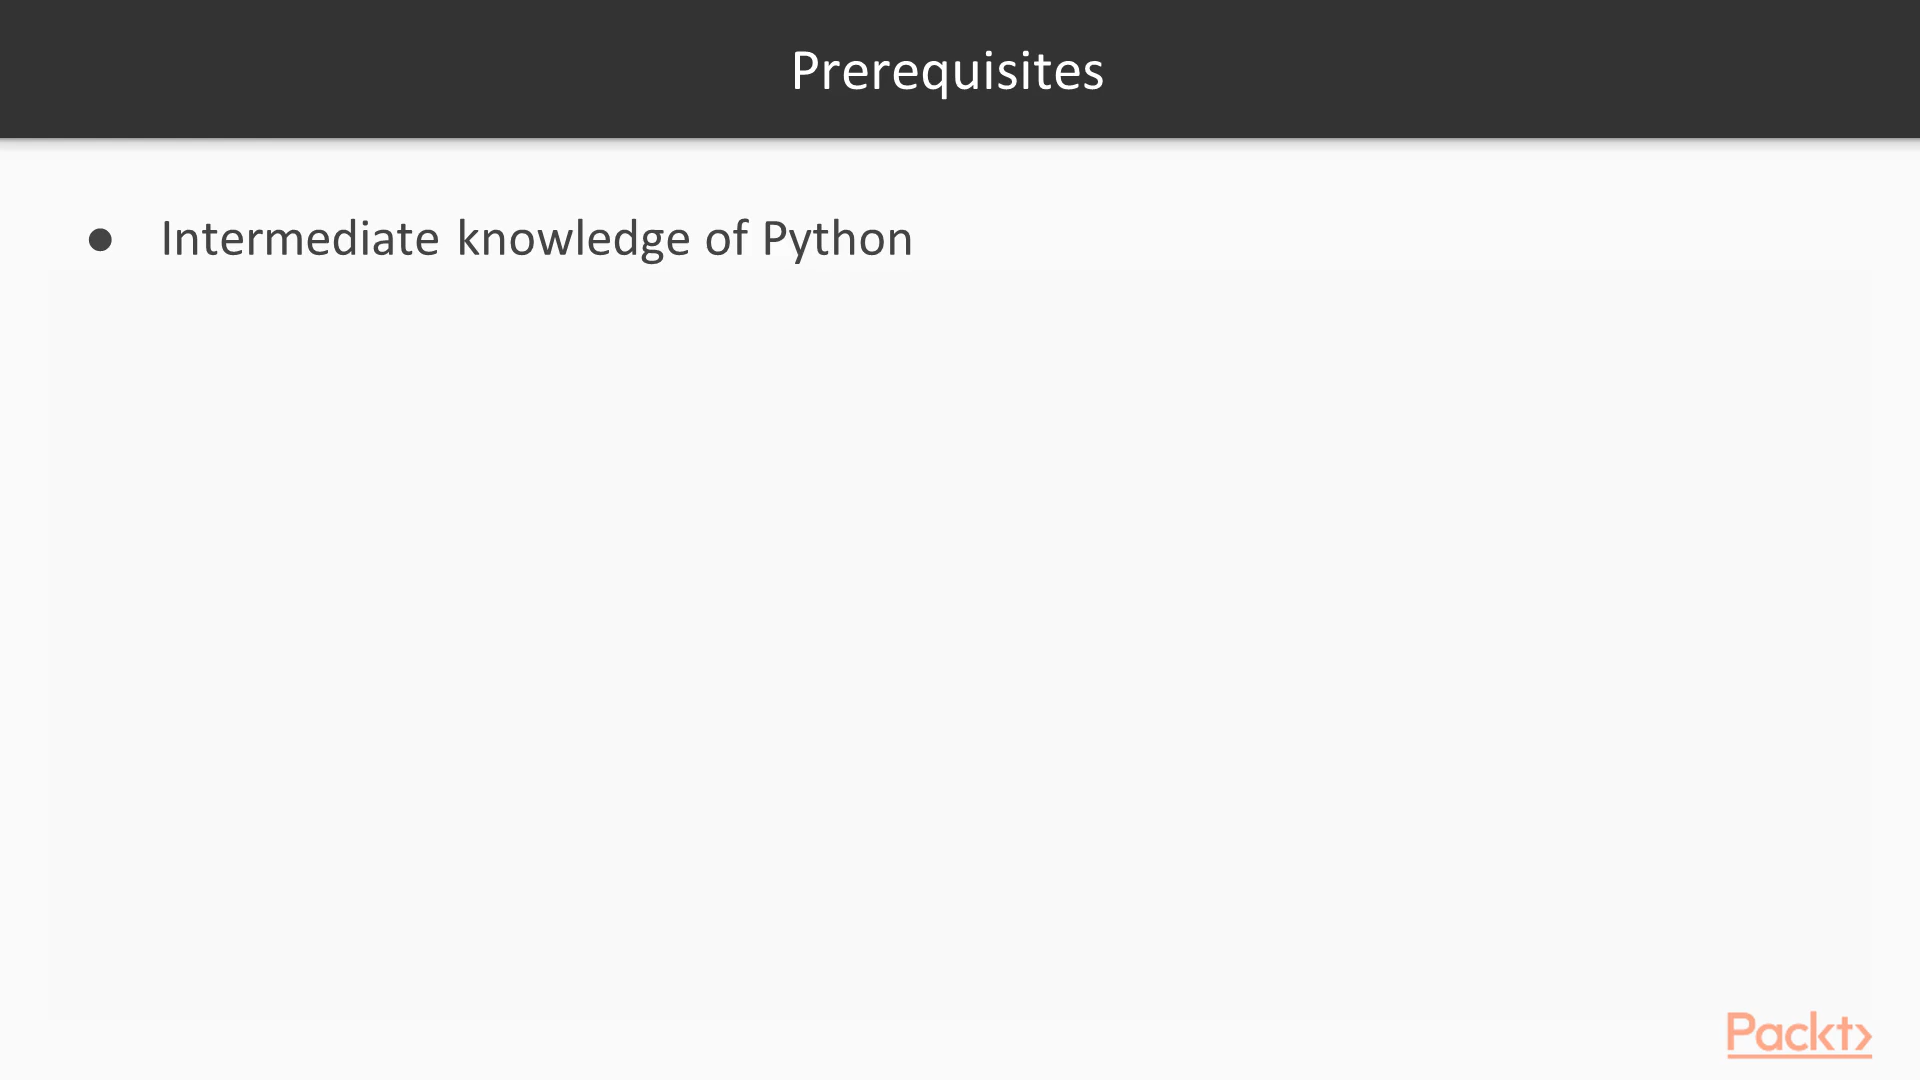 Prerequisites
● Intermediate knowledge of Python
Packt>